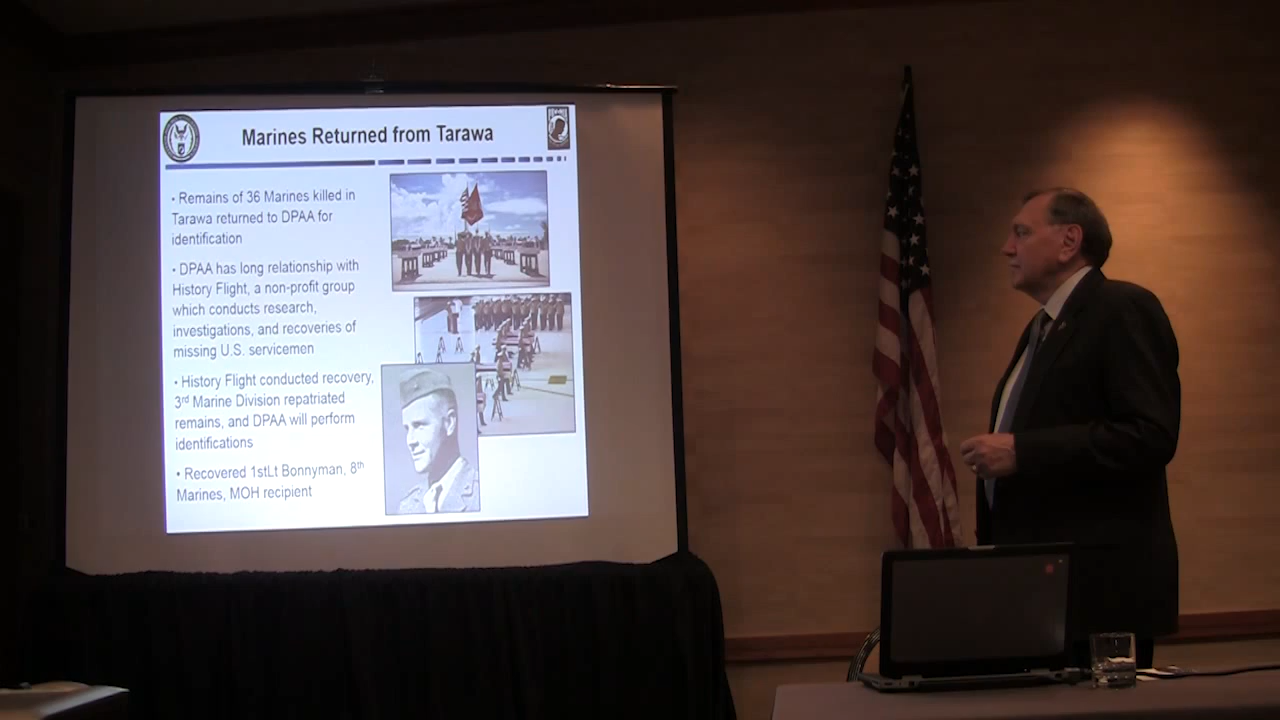 Marines Returned from Tarawa
• Remains of 36 Marines killed in
Tarawa returned to DPAA for
identification
• DPAA has long relationship with
History Flight, a non-profit group
which conducts research,
investigations, and recoveries of
missing U.S. servicemen
• History Flight conducted recovery,
3rd Marine Division repatriated
remains, and DPAA will perform
identifications
• Recovered 1stLt Bonnyman, 8th
Marines, MOH recipient